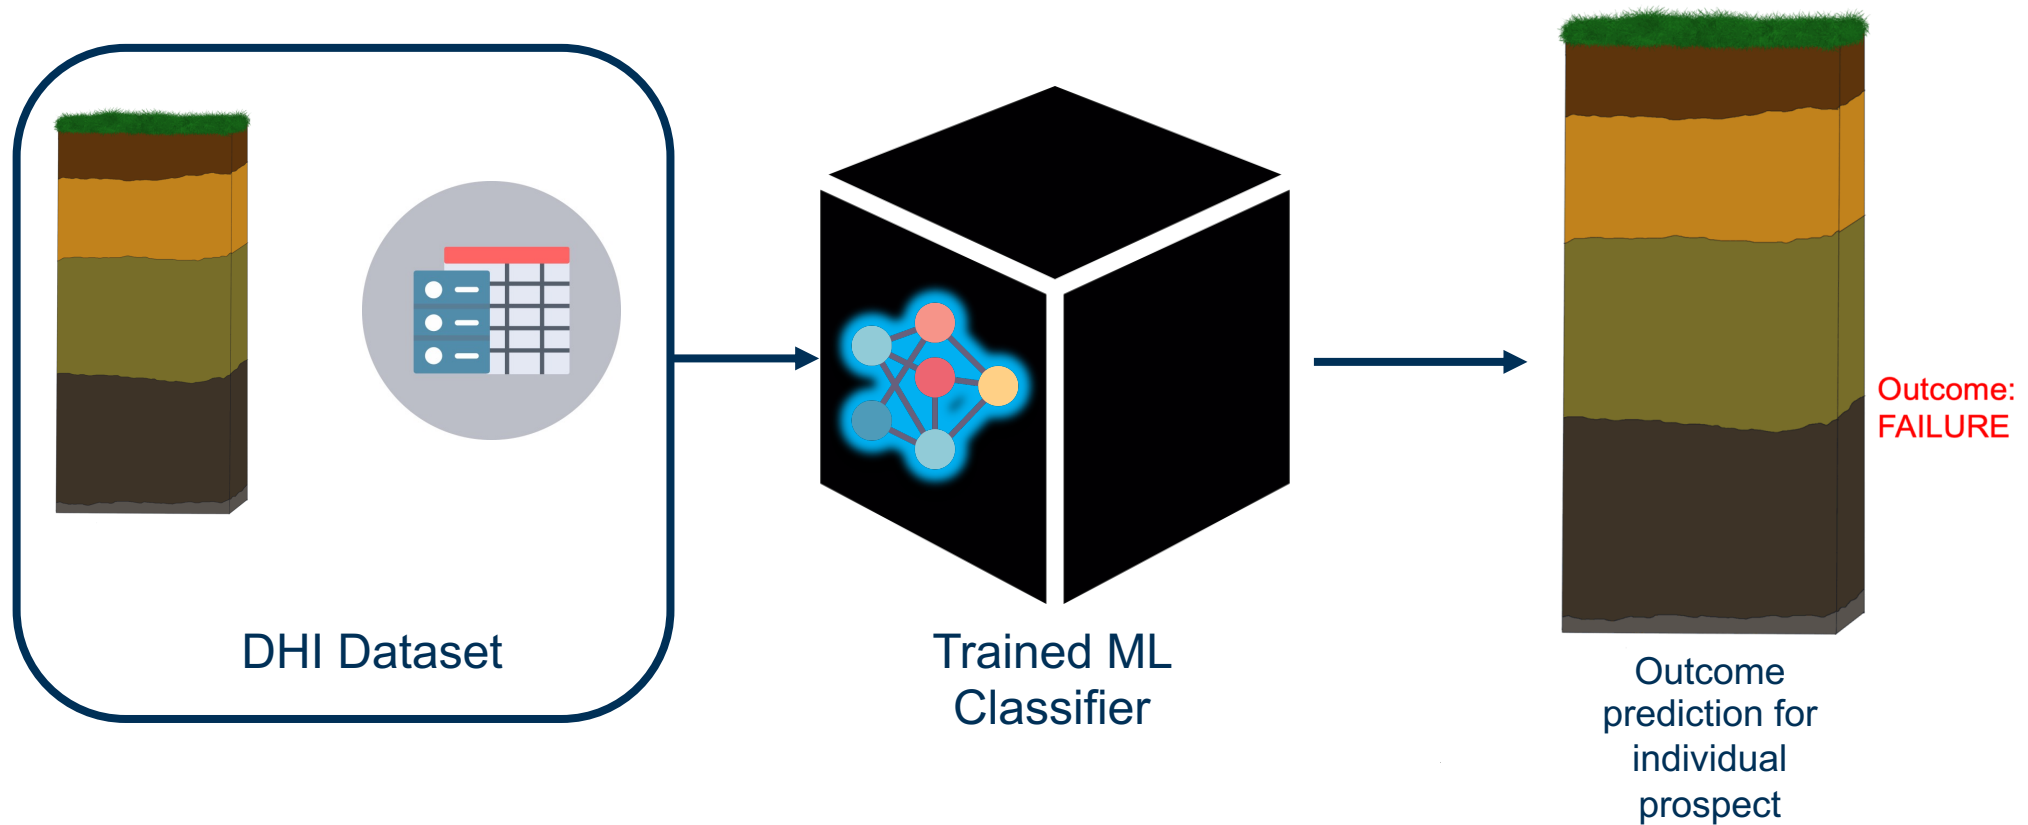 DHI Dataset
Trained ML
Classifier
Outcome:
FAILURE
Outcome
prediction for
individual
prospect